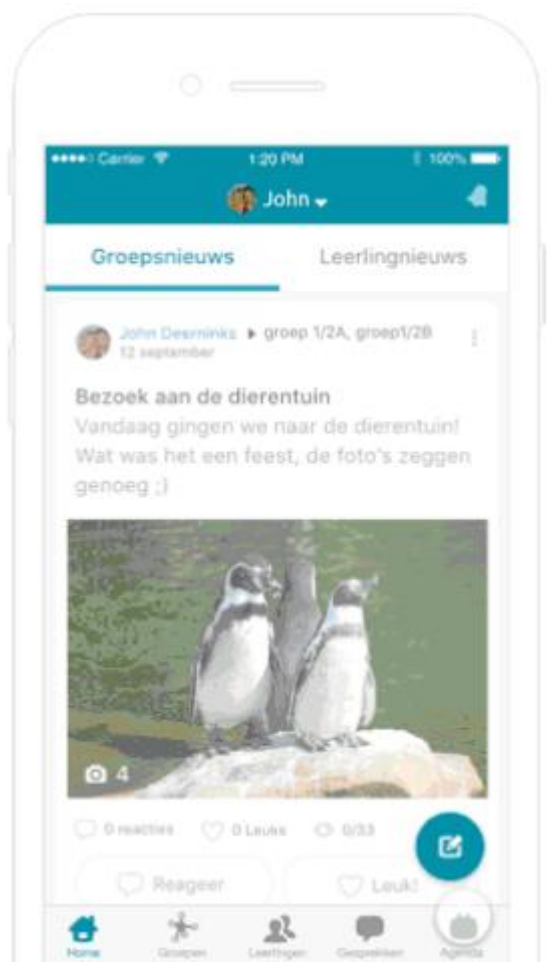 Carrier 1:20 PM 100%
John
Groepsnieuws Leerlingnieuws
John Deerninks groep 1/2A, groep1/2B
12 september
Bezoek aan de dierentuin
Vandaag gingen we naar de dierentuin!
Wat was het een feest, de foto's zeggen
genoeg ;)
4
0 reacties 0 Leuks 0/33
Reageer Leuk!
Home Groepen Leerlingen Gesprekken Agenda